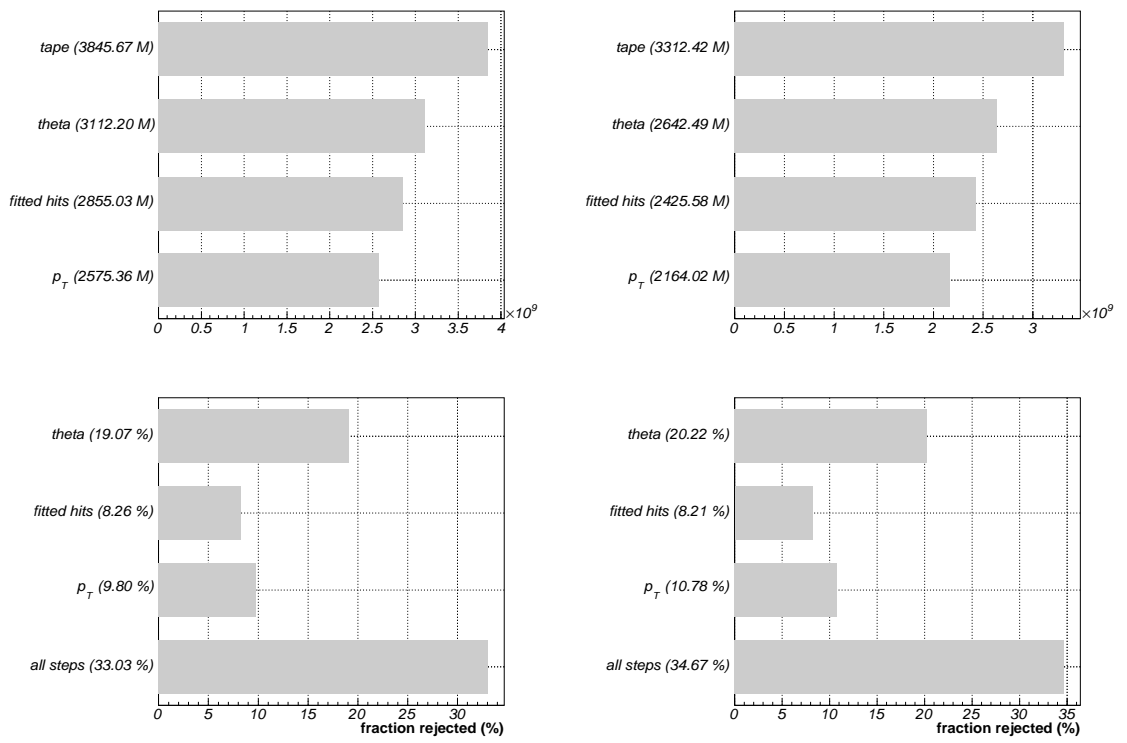 tape (3845.67 M)
theta (3112.20 M)
fitted hits (2855.03 M)
p_T (2575.36 M)
0 0.5 1 1.5 2 2.5 3 3.5 4
×10^9
tape (3312.42 M)
theta (2642.49 M)
fitted hits (2425.58 M)
p_T (2164.02 M)
0 0.5 1 1.5 2 2.5 3
×10^9
theta (19.07 %)
fitted hits (8.26 %)
p_T (9.80 %)
all steps (33.03 %)
0 5 10 15 20 25 30
fraction rejected (%)
theta (20.22 %)
fitted hits (8.21 %)
p_T (10.78 %)
all steps (34.67 %)
0 5 10 15 20 25 30 35
fraction rejected (%)